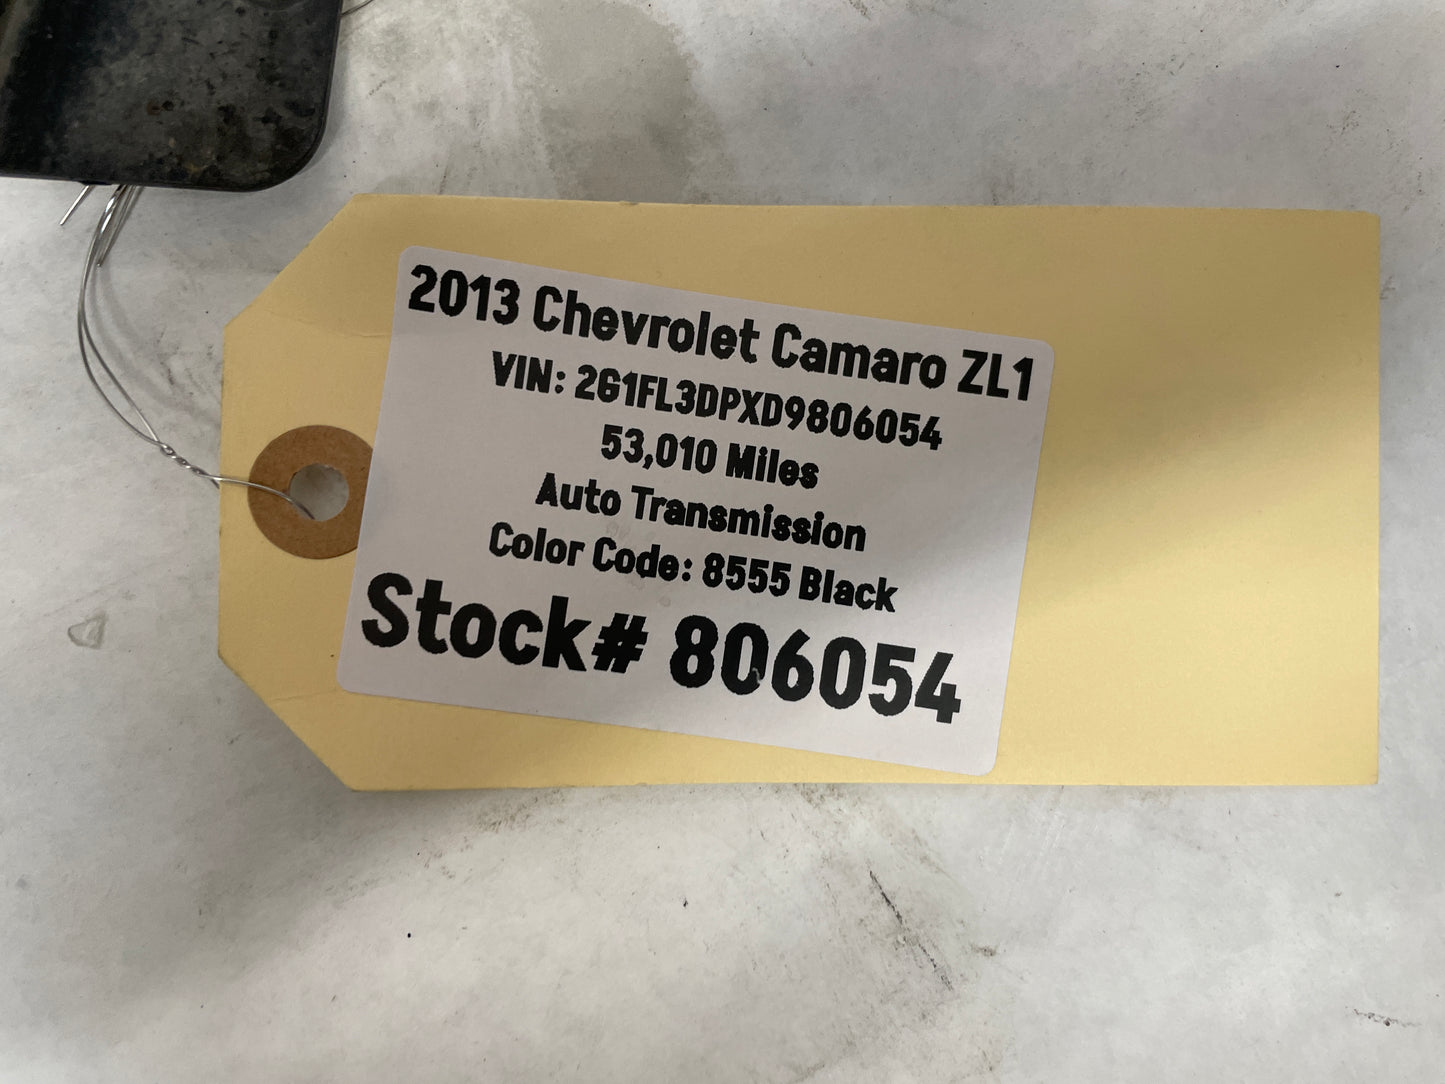 2013 Chevrolet Camaro ZL1
VIN: 2G1FL3DPXD9806054
53,010 Miles
Auto Transmission
Color Code: 8555 Black
Stock# 806054